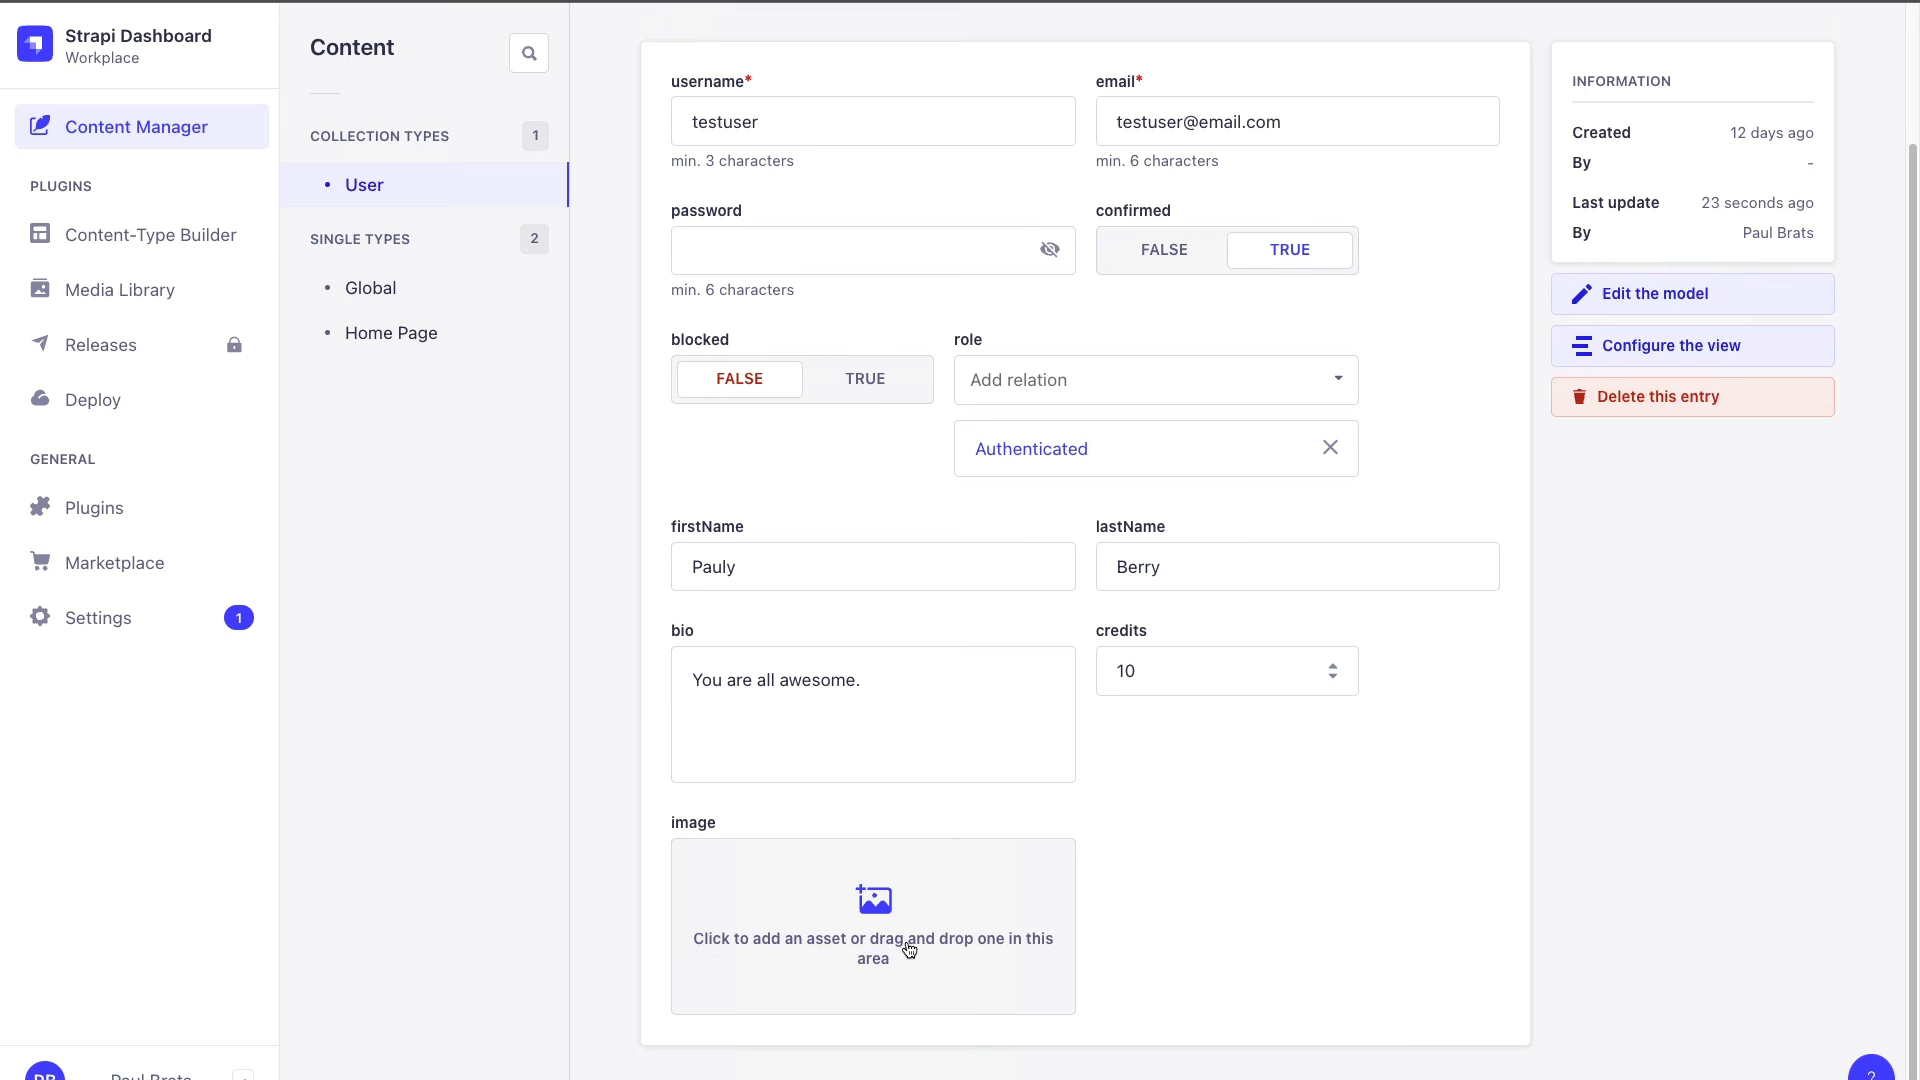 Strapi Dashboard
Workplace
Content Manager
PLUGINS
Content-Type Builder
Media Library
Releases
Deploy
GENERAL
Plugins
Marketplace
Settings
1
Paul Brats
Content
COLLECTION TYPES
1
User
SINGLE TYPES
2
Global
Home Page
username*
testuser
min. 3 characters
email*
testuser@email.com
min. 6 characters
password
min. 6 characters
confirmed
FALSE
TRUE
blocked
FALSE
TRUE
role
Add relation
Authenticated
firstName
Pauly
lastName
Berry
bio
You are all awesome.
credits
10
image
Click to add an asset or drag and drop one in this
area
INFORMATION
Created
12 days ago
By
-
Last update
23 seconds ago
By
Paul Brats
Edit the model
Configure the view
Delete this entry
?